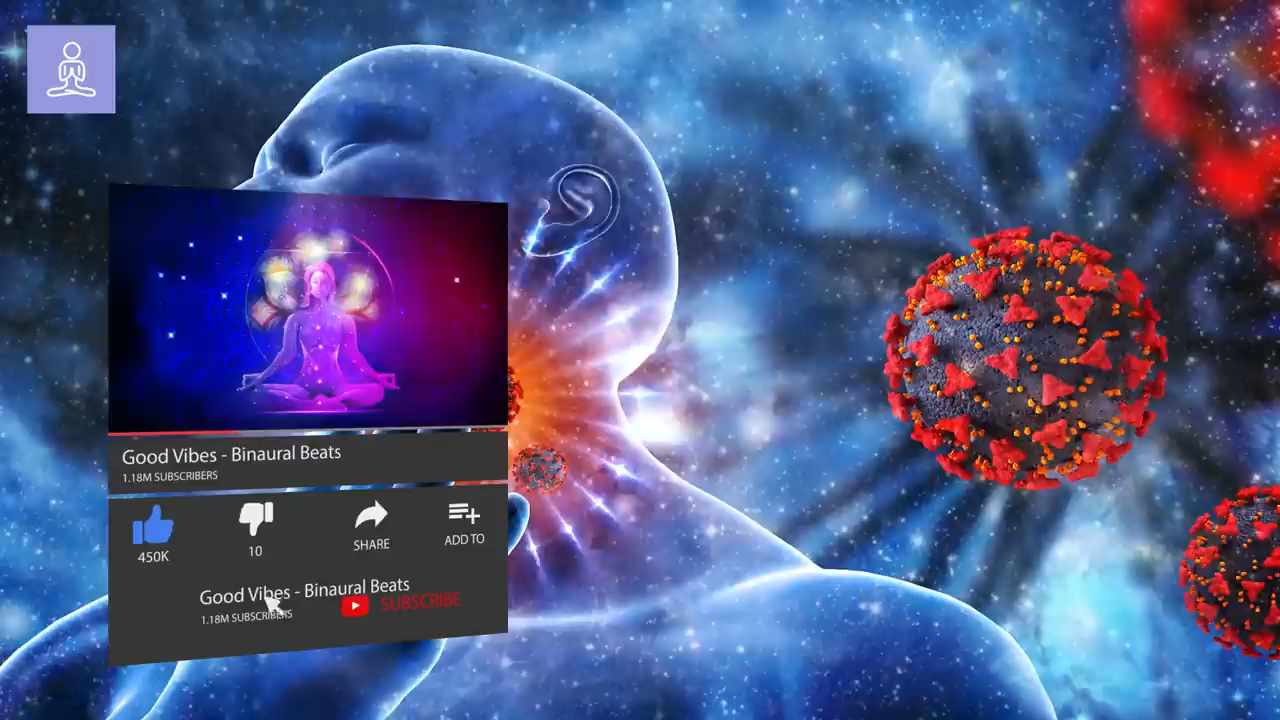 Good Vibes - Binaural Beats
1.18M SUBSCRIBERS
450K
10
SHARE
ADD TO
Good Vibes - Binaural Beats
1.18M SUBSCRIBERS
SUBSCRIBE